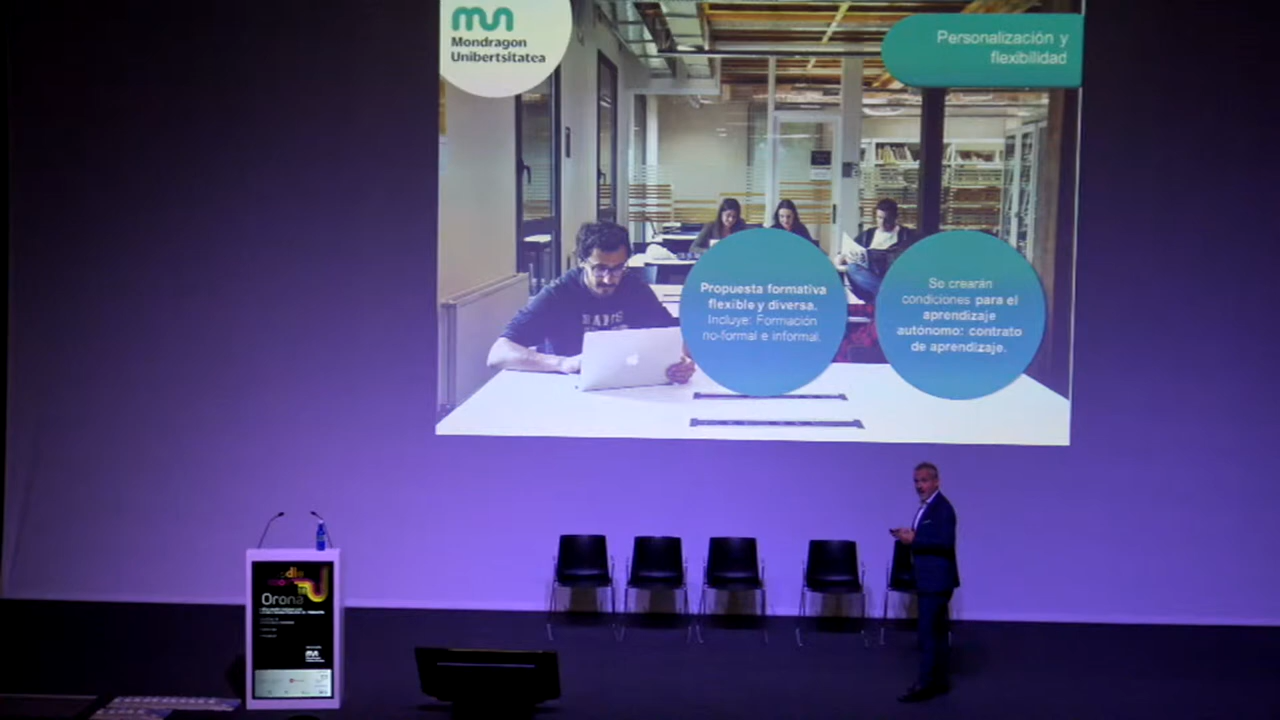 Mondragon
Unibertsitatea
Personalización y
flexibilidad
Propuesta formativa
flexible y diversa.
Incluye: Formación
no-formal e informal.
Se crearán
condiciones para el
aprendizaje
autónomo: contrato
de aprendizaje.
Orona